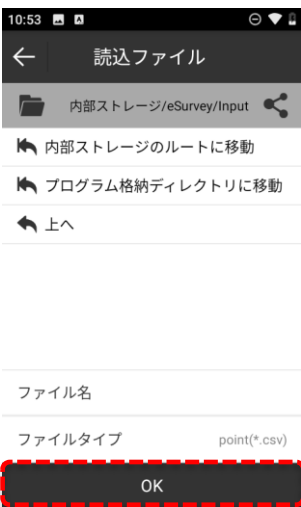 10:53
読込ファイル
内部ストレージ/eSurvey/Input
内部ストレージのルートに移動
プログラム格納ディレクトリに移動
上へ
ファイル名
ファイルタイプ point(*.csv)
OK